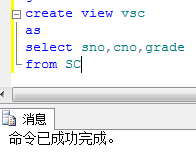 create view vsc
as
select sno,cno,grade
from SC
消息
命令已成功完成。